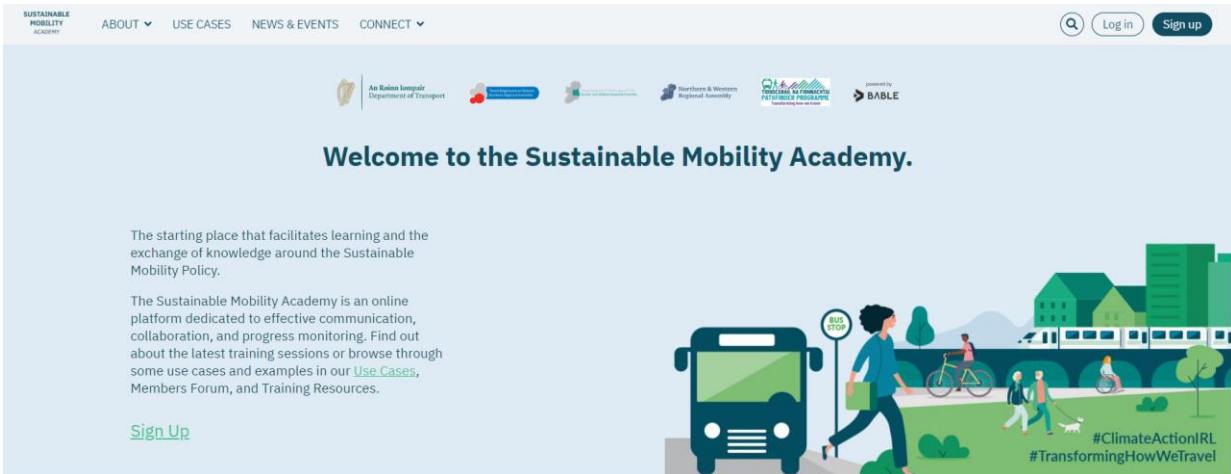 SUSTAINABLE
MOBILITY
ACADEMY
ABOUT
USE CASES
NEWS & EVENTS
CONNECT
Log in
Sign up
An Roinn Iompair
Department of Transport
Northern & Western
Regional Assembly
PATHFINDER PROGRAMME
Transforming how we travel
powered by
BABLE
Welcome to the Sustainable Mobility Academy.
The starting place that facilitates learning and the
exchange of knowledge around the Sustainable
Mobility Policy.
The Sustainable Mobility Academy is an online
platform dedicated to effective communication,
collaboration, and progress monitoring. Find out
about the latest training sessions or browse through
some use cases and examples in our Use Cases,
Members Forum, and Training Resources.
Sign Up
BUS
STOP
#ClimateActionIRL
#TransformingHowWeTravel